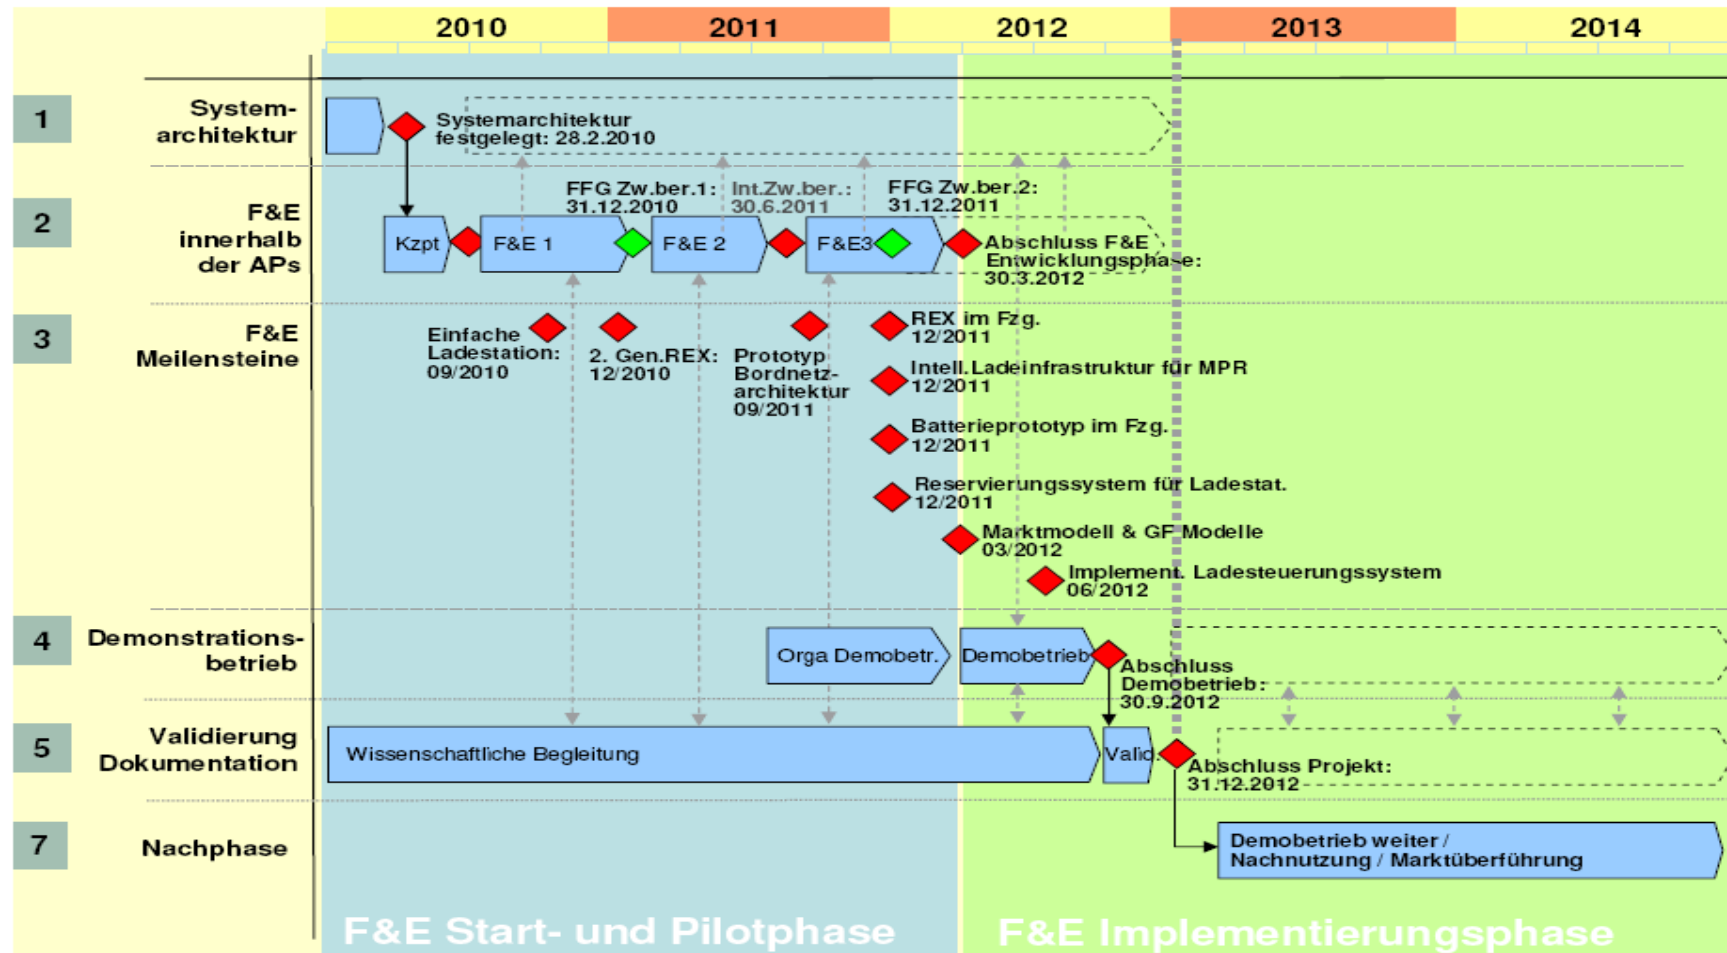 2010
2011
2012
2013
2014
1
System-
architektur
Systemarchitektur
festgelegt: 28.2.2010
2
F&E
innerhalb
der APs
FFG Zw.ber.1:
31.12.2010
Int.Zw.ber.:
30.6.2011
FFG Zw.ber.2:
31.12.2011
Kzpt
F&E 1
F&E 2
F&E3
Abschluss F&E
Entwicklungsphase:
30.3.2012
3
F&E
Meilensteine
Einfache
Ladestation:
09/2010
2. Gen.REX:
12/2010
Prototyp
Bordnetz-
architektur
09/2011
REX im Fzg.
12/2011
Intell.Ladeinfrastruktur für MPR
12/2011
Batterieprototyp im Fzg.
12/2011
Reservierungssystem für Ladestat.
12/2011
Marktmodell & GF Modelle
03/2012
Implement. Ladesteuerungssystem
06/2012
4
Demonstrations-
betrieb
Orga Demobetr.
Demobetrieb
Abschluss
Demobetrieb:
30.9.2012
5
Validierung
Dokumentation
Wissenschaftliche Begleitung
Valid.
Abschluss Projekt:
31.12.2012
7
Nachphase
Demobetrieb weiter /
Nachnutzung / Marktüberführung
F&E Start- und Pilotphase
F&E Implementierungsphase